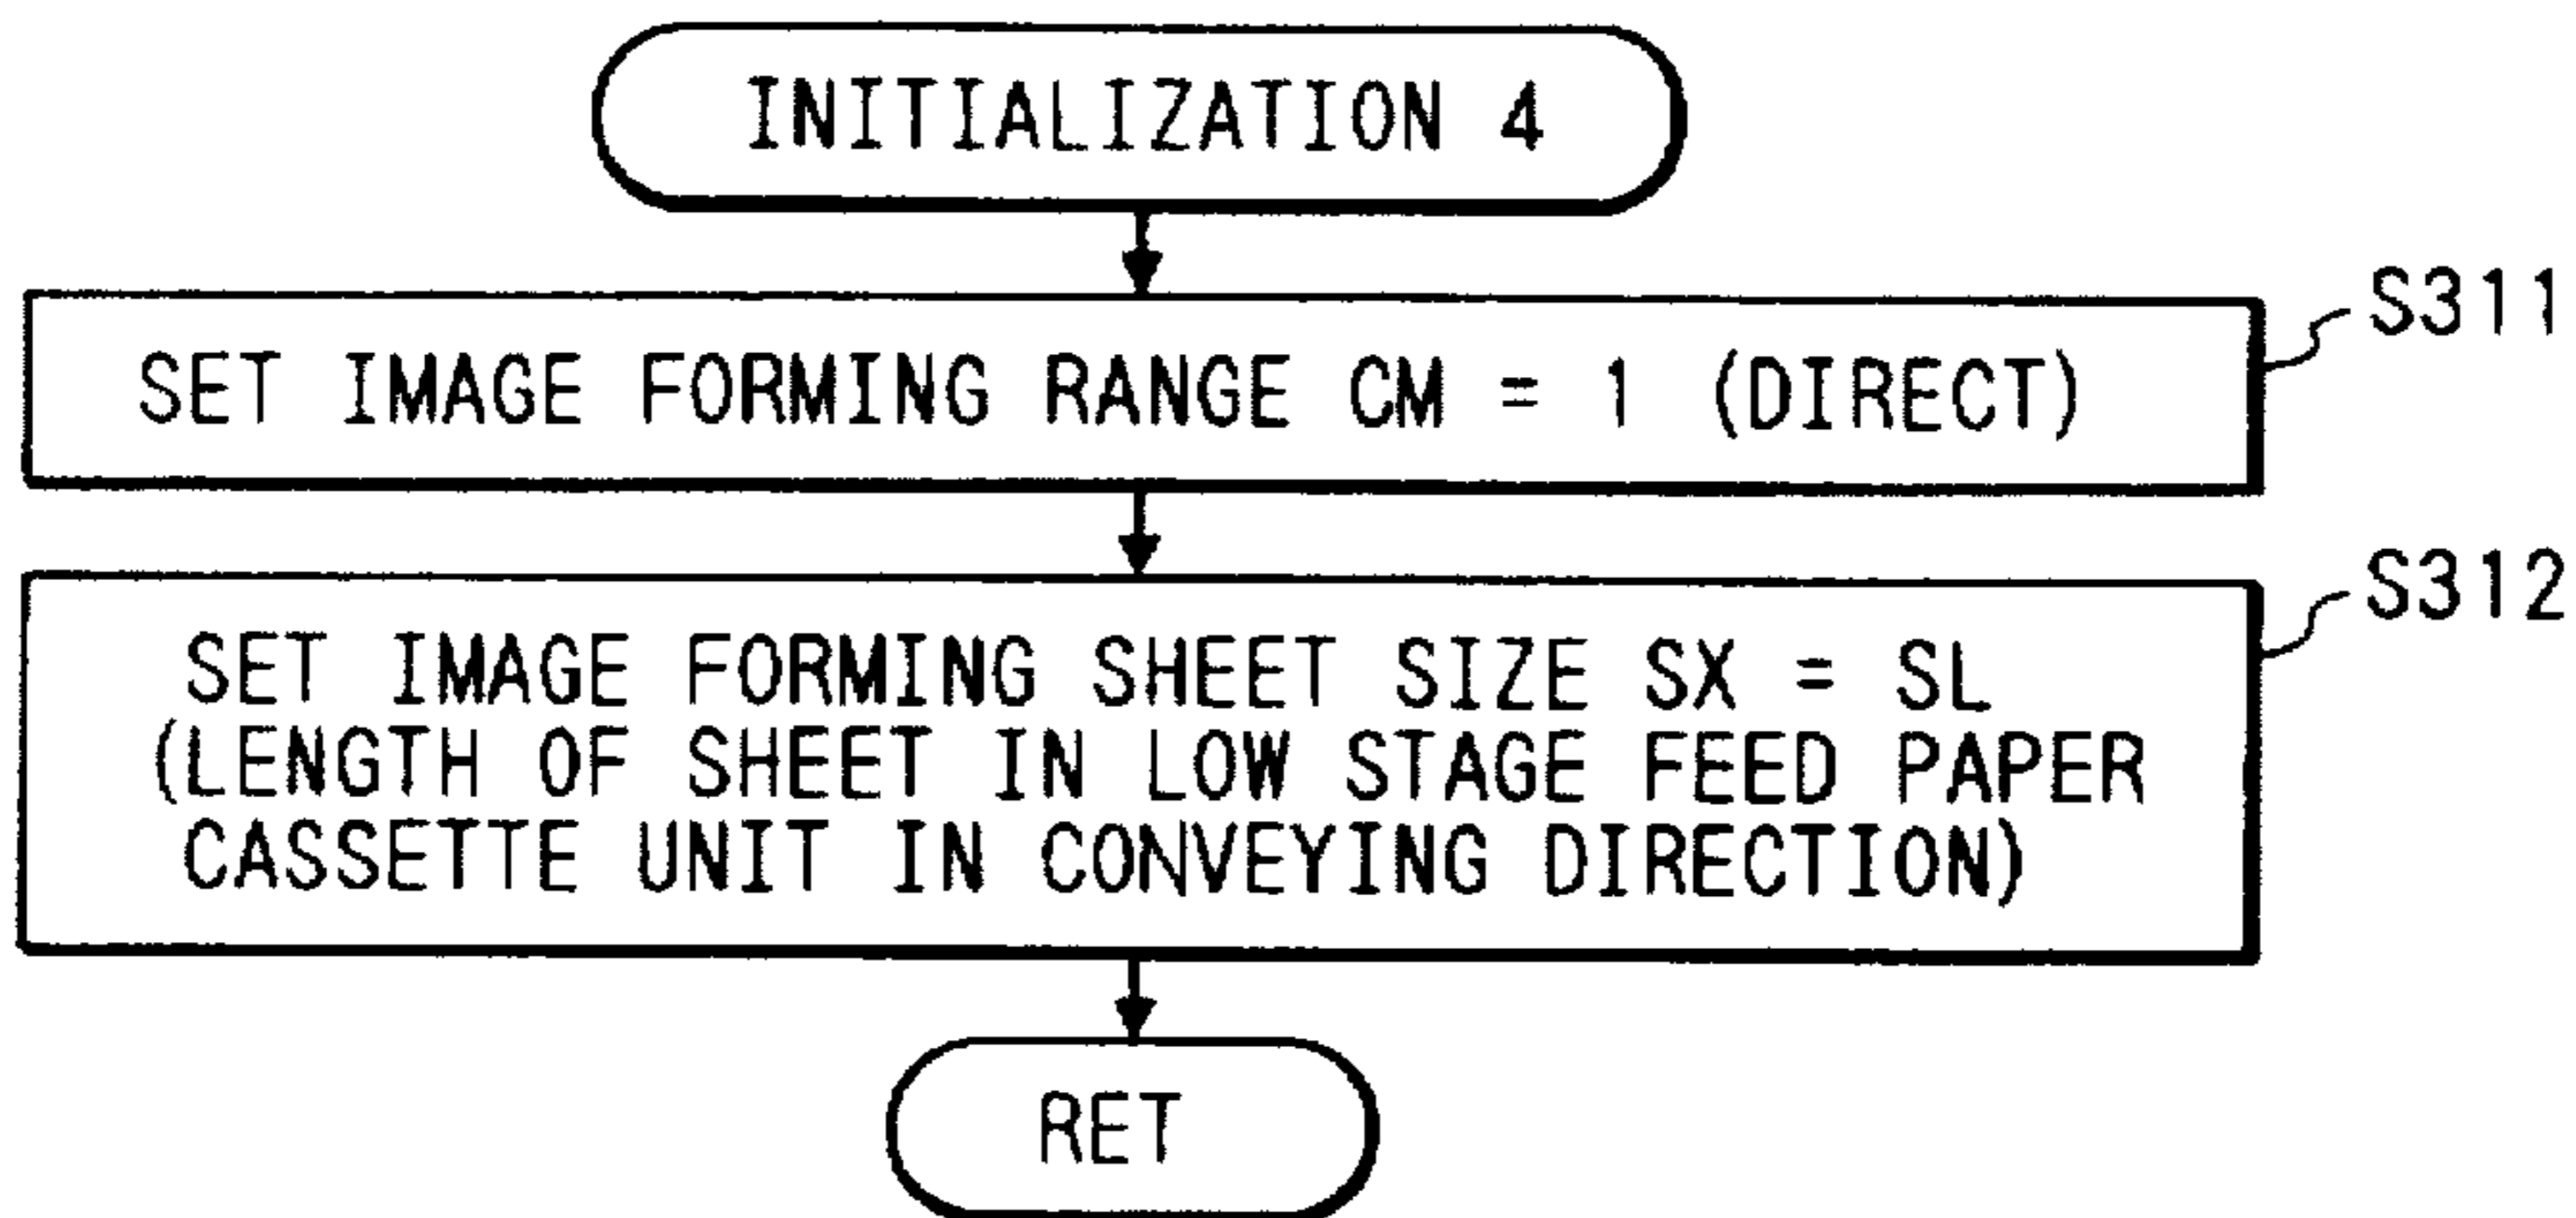 INITIALIZATION 4
SET IMAGE FORMING RANGE CM = 1 (DIRECT)
S311
SET IMAGE FORMING SHEET SIZE SX = SL
(LENGTH OF SHEET IN LOW STAGE FEED PAPER
CASSETTE UNIT IN CONVEYING DIRECTION)
S312
RET